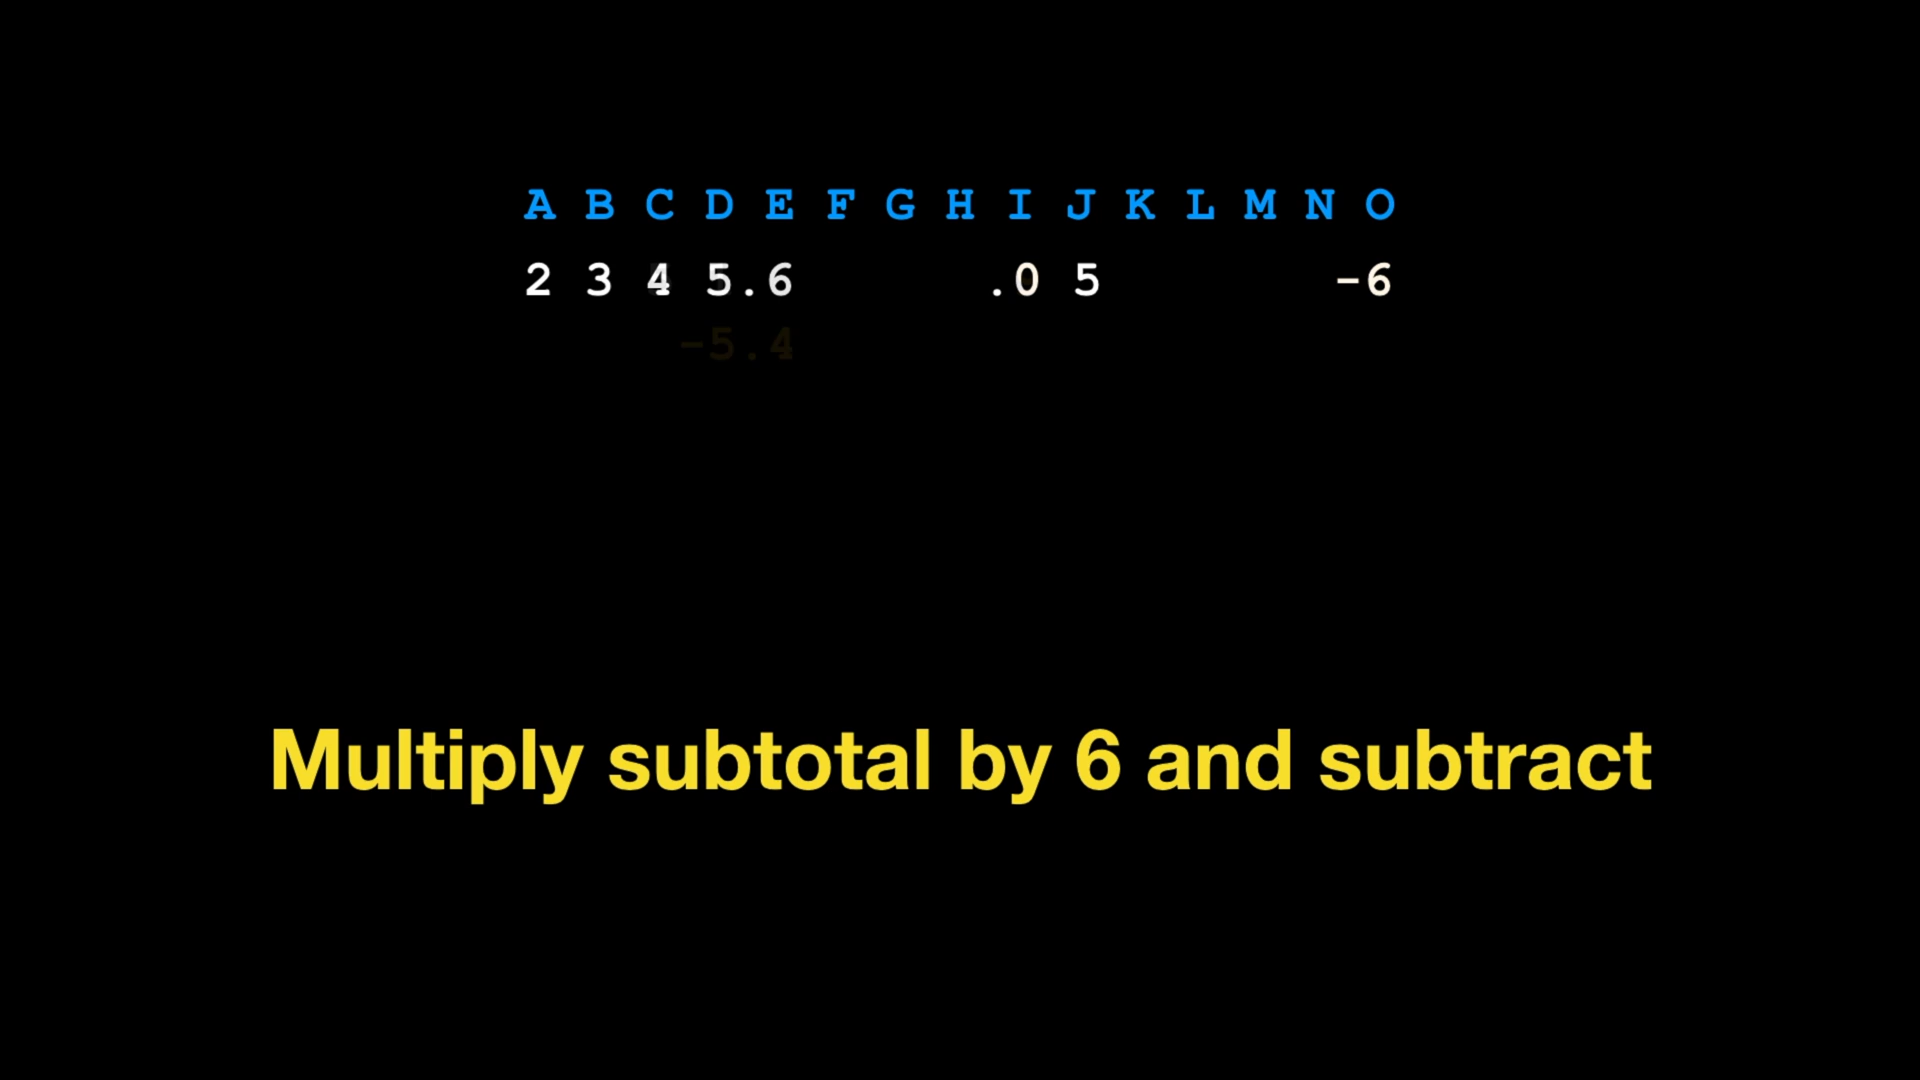 A B C D E F G H I J K L M N O
2 3 4 5.6 .0 5 -6
-5.4
Multiply subtotal by 6 and subtract